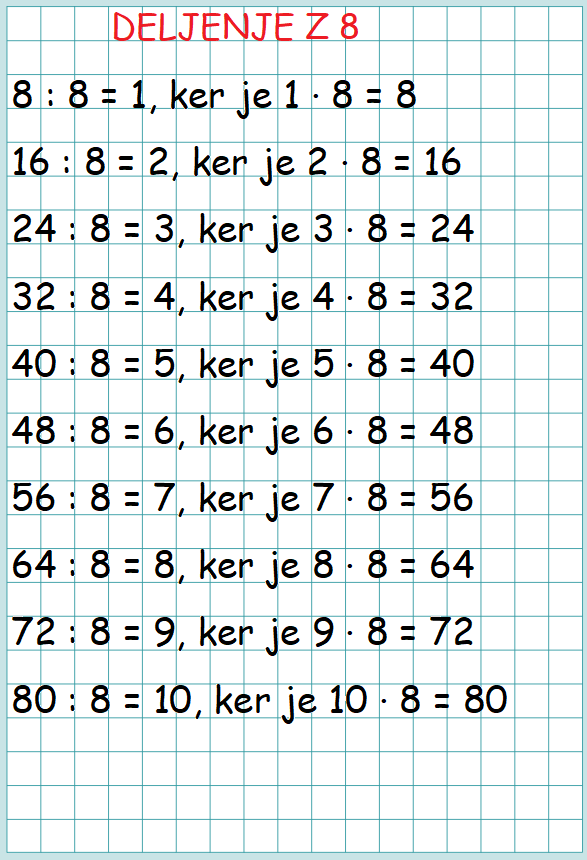 DELJENJE Z 8
8 : 8 = 1, ker je 1 · 8 = 8
16 : 8 = 2, ker je 2 · 8 = 16
24 : 8 = 3, ker je 3 · 8 = 24
32 : 8 = 4, ker je 4 · 8 = 32
40 : 8 = 5, ker je 5 · 8 = 40
48 : 8 = 6, ker je 6 · 8 = 48
56 : 8 = 7, ker je 7 · 8 = 56
64 : 8 = 8, ker je 8 · 8 = 64
72 : 8 = 9, ker je 9 · 8 = 72
80 : 8 = 10, ker je 10 · 8 = 80